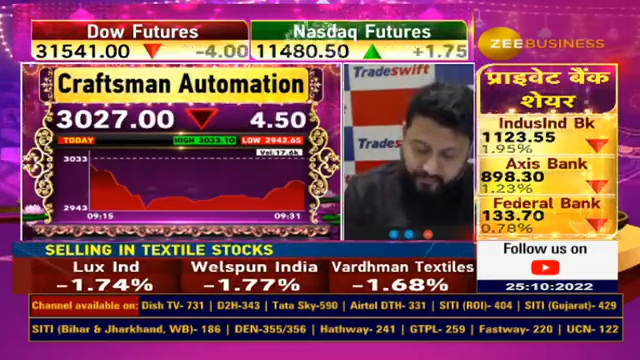 Dow Futures
31541.00 -4.00
Nasdaq Futures
11480.50 +1.75
ZEE BUSINESS
Craftsman Automation
3027.00 4.50
TODAY HIGH 3033.10 LOW 2942.65
Vol:17.6k
3033
2943
09:15 09:31
Tradeswift
Tradeswift
प्राइवेट बैंक
शेयर
IndusInd Bk
1123.55
1.95%
Axis Bank
898.30
1.23%
Federal Bank
133.70
0.78%
SELLING IN TEXTILE STOCKS
Lux Ind Welspun India Vardhman Textiles
-1.74% -1.77% -1.68%
Follow us on
25:10:2022
Channel available on: Dish TV- 731 | D2H-343 | Tata Sky-590 | Airtel DTH- 331 | SITI (ROI)- 404 | SITI (Gujarat)- 429
SITI (Bihar & Jharkhand, WB)- 186 | DEN-355/356 | Hathway- 241 | GTPL- 259 | Fastway- 220 | UCN- 122